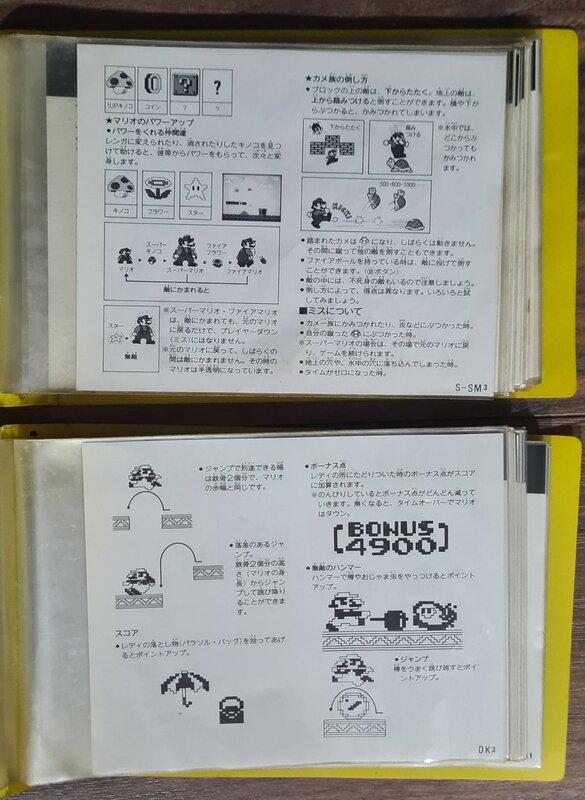 1UPキノコ
コイン
?
?
★マリオのパワーアップ
●パワーをくれる仲間達
レンガに変えられたり、消されたりしたキノコを見つ
けて助けると、彼等からパワーをもらって、次々と変
身します。
キノコ
フラワー
スター
スーパー
キノコ
ファイア
フラワー
マリオ
スーパーマリオ
ファイアマリオ
敵にかまれると
スター
無敵
※スーパーマリオ・ファイアマリオ
は、敵にかまれても、元のマリオ
に戻るだけで、プレイヤーダウン
(ミス)にはなりません。
※元のマリオに戻って、しばらくの
間は敵にかまれません。その時の
マリオは半透明になっています。
★カメ族の倒し方
●ブロックの上の敵は、下からたたく。地上の敵は、
上から踏みつけると倒すことができます。横や下か
らぶつかると、かみつかれてしまいます。
下からたたく
踏み
つける
※水中では、
どこからぶ
つかっても
かみつかれ
ます。
500-800-1000
KICK!
●踏まれたカメは になり、しばらくは動きません。
その間に蹴って他の敵を倒すこともできます。
●ファイアボールを持っている時は、敵に投げて倒す
ことができます。(Ⓑボタン)
●敵の中には、不死身の敵もいるので注意しましょう。
●倒し方によって、得点は異なります。いろいろと試
してみましょう。
■ミスについて
●カメ族にかみつかれたり、炎などにぶつかった時。
●自分の蹴った にぶつかった時。
※スーパーマリオの場合は、その場で元のマリオに戻
り、ゲームを続けられます。
●地上の穴や、水中の穴に落ち込んでしまった時。
●タイムがゼロになった時。
S-SM3
●ジャンプで到達できる幅
は鉄骨2個分で、マリオ
の歩幅と同じです。
●落差のあるジャ
ンプ。
鉄骨2個分の高
さ(マリオの身
長)からジャン
プして跳び降り
ることができま
す。
スコア
●レディの落とし物(パラソル・バッグ)を拾ってあげ
るとポイントアップ。
●ボーナス点
レディの所にたどりついた時のボーナス点がスコア
に加算されます。
※のんびりしているとボーナス点がどんどん減って
いきます。無くなると、タイムオーバーでマリオ
はダウン。
BONUS
4900
●無敵のハンマー
ハンマーで樽やおじゃま虫をやっつけるとポイント
アップ。
●ジャンプ
樽をうまく跳び越すとポ
イントアップ。
DK3
1